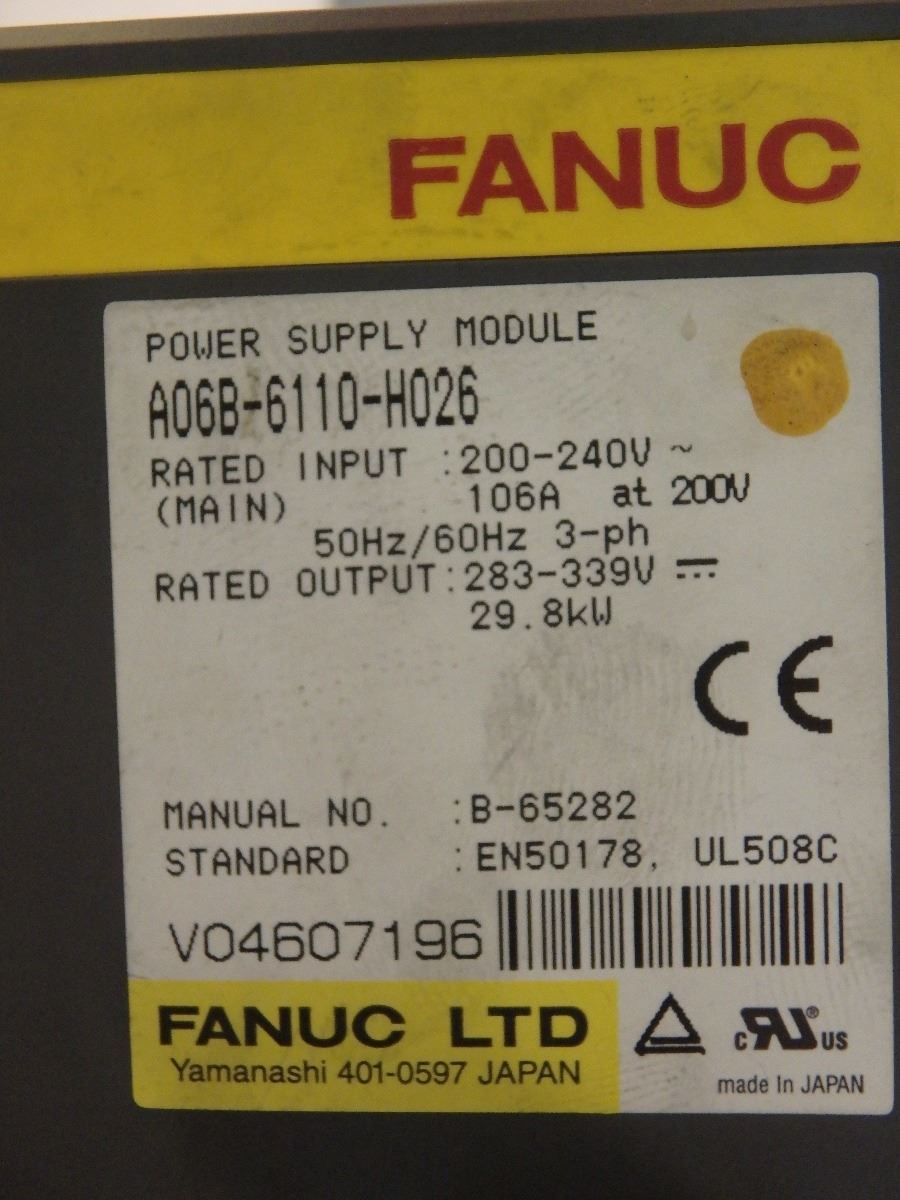 FANUC
POWER SUPPLY MODULE
A06B-6110-H026
RATED INPUT :200-240V ~
(MAIN) 106A at 200V
50Hz/60Hz 3-ph
RATED OUTPUT:283-339V ⎓
29.8kW
CE
MANUAL NO. :B-65282
STANDARD :EN50178, UL508C
V04607196
FANUC LTD
Yamanashi 401-0597 JAPAN
c RU ® US
made in JAPAN